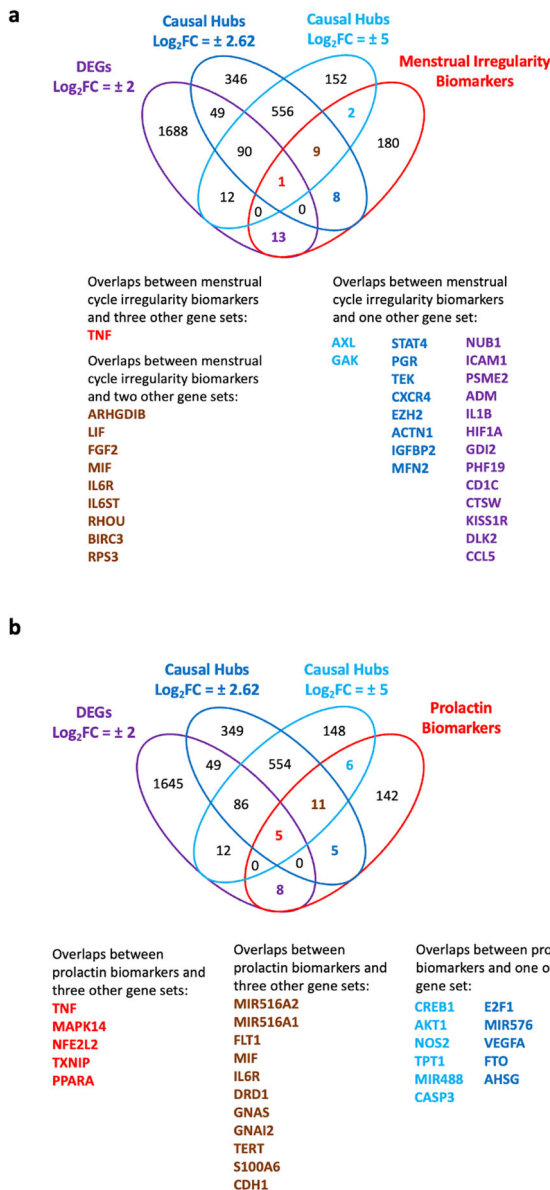 a
Causal Hubs
Log₂FC = ± 2.62
Causal Hubs
Log₂FC = ± 5
DEGs
Log₂FC = ± 2
Menstrual Irregularity
Biomarkers
346
152
49
556
2
1688
180
90
9
1
12
8
0
0
13
Overlaps between menstrual
cycle irregularity biomarkers
and three other gene sets:
TNF
Overlaps between menstrual
cycle irregularity biomarkers
and two other gene sets:
ARHGDIB
LIF
FGF2
MIF
IL6R
IL6ST
RHOU
BIRC3
RPS3
Overlaps between menstrual
cycle irregularity biomarkers
and one other gene set:
AXL
GAK
STAT4
PGR
TEK
CXCR4
EZH2
ACTN1
IGFBP2
MFN2
NUB1
ICAM1
PSME2
ADM
IL1B
HIF1A
GDI2
PHF19
CD1C
CTSW
KISS1R
DLK2
CCL5
b
Causal Hubs
Log₂FC = ± 2.62
Causal Hubs
Log₂FC = ± 5
DEGs
Log₂FC = ± 2
Prolactin
Biomarkers
349
148
49
554
6
1645
142
86
11
5
12
5
0
0
8
Overlaps between
prolactin biomarkers and
three other gene sets:
TNF
MAPK14
NFE2L2
TXNIP
PPARA
Overlaps between
prolactin biomarkers and
three other gene sets:
MIR516A2
MIR516A1
FLT1
MIF
IL6R
DRD1
GNAS
GNAI2
TERT
S100A6
CDH1
Overlaps between pro
biomarkers and one o
gene set:
CREB1
AKT1
NOS2
TPT1
MIR488
CASP3
E2F1
MIR576
VEGFA
FTO
AHSG